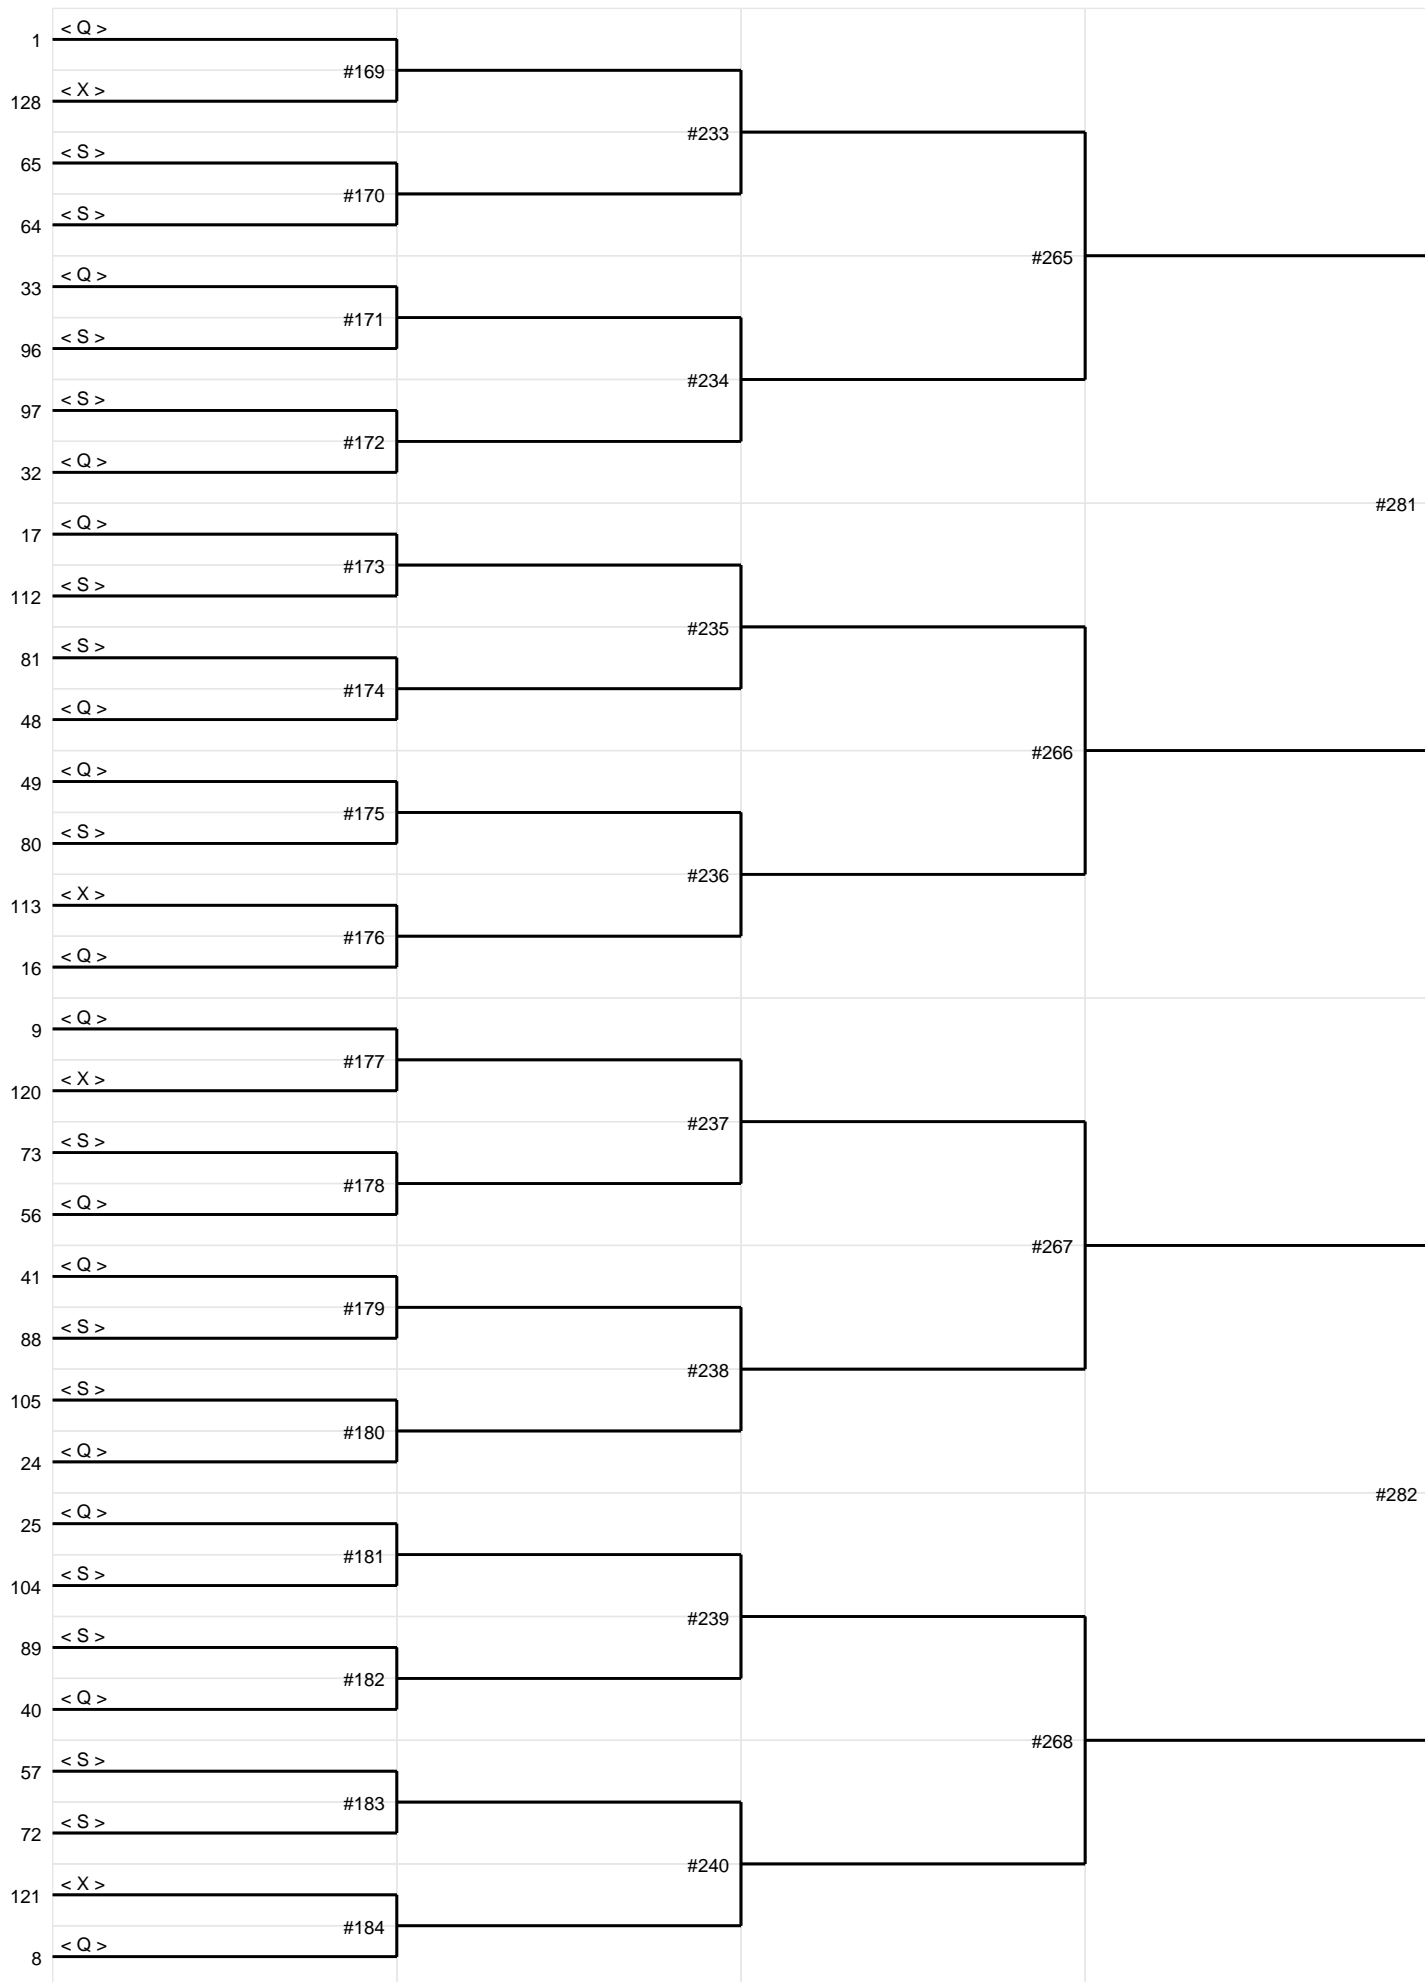 < Q >
1
#169
< X >
128
#233
< S >
65
#170
< S >
64
#265
< Q >
33
#171
< S >
96
#234
< S >
97
#172
< Q >
32
#281
< Q >
17
#173
< S >
112
#235
< S >
81
#174
< Q >
48
#266
< Q >
49
#175
< S >
80
#236
< X >
113
#176
< Q >
16
< Q >
9
#177
< X >
120
#237
< S >
73
#178
< Q >
56
#267
< Q >
41
#179
< S >
88
#238
< S >
105
#180
< Q >
24
#282
< Q >
25
#181
< S >
104
#239
< S >
89
#182
< Q >
40
#268
< S >
57
#183
< S >
72
#240
< X >
121
#184
< Q >
8